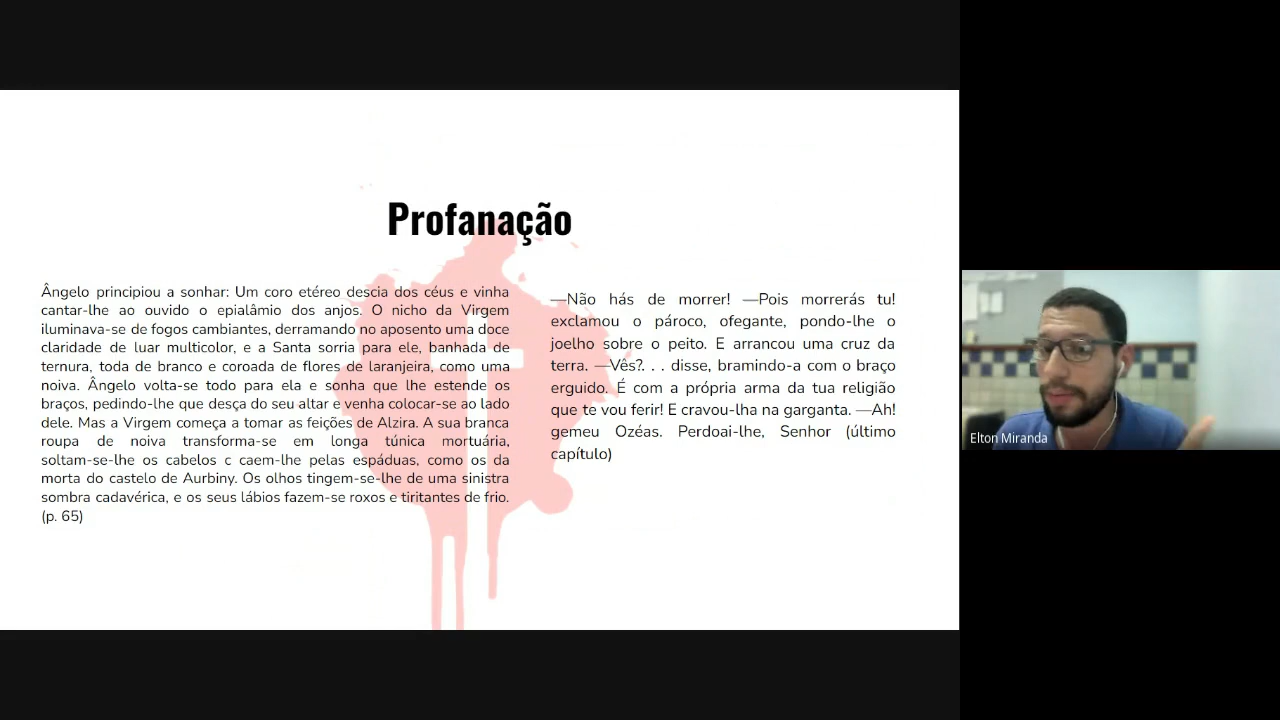 Profanação
Ângelo principiou a sonhar: Um coro etéreo descia dos céus e vinha
cantar-lhe ao ouvido o epialâmio dos anjos. O nicho da Virgem
iluminava-se de fogos cambiantes, derramando no aposento uma doce
claridade de luar multicolor, e a Santa sorria para ele, banhada de
ternura, toda de branco e coroada de flores de laranjeira, como uma
noiva. Ângelo volta-se todo para ela e sonha que lhe estende os
braços, pedindo-lhe que desça do seu altar e venha colocar-se ao lado
dele. Mas a Virgem começa a tomar as feições de Alzira. A sua branca
roupa de noiva transforma-se em longa túnica mortuária,
soltam-se-lhe os cabelos c caem-lhe pelas espáduas, como os da
morta do castelo de Aurbiny. Os olhos tingem-se-lhe de uma sinistra
sombra cadavérica, e os seus lábios fazem-se roxos e tiritantes de frio.
(p. 65)
—Não hás de morrer! —Pois morrerás tu!
exclamou o pároco, ofegante, pondo-lhe o
joelho sobre o peito. E arrancou uma cruz da
terra. —Vês?. . . disse, bramindo-a com o braço
erguido. É com a própria arma da tua religião
que te vou ferir! E cravou-lha na garganta. —Ah!
gemeu Ozéas. Perdoai-lhe, Senhor (último
capítulo)
Elton Miranda